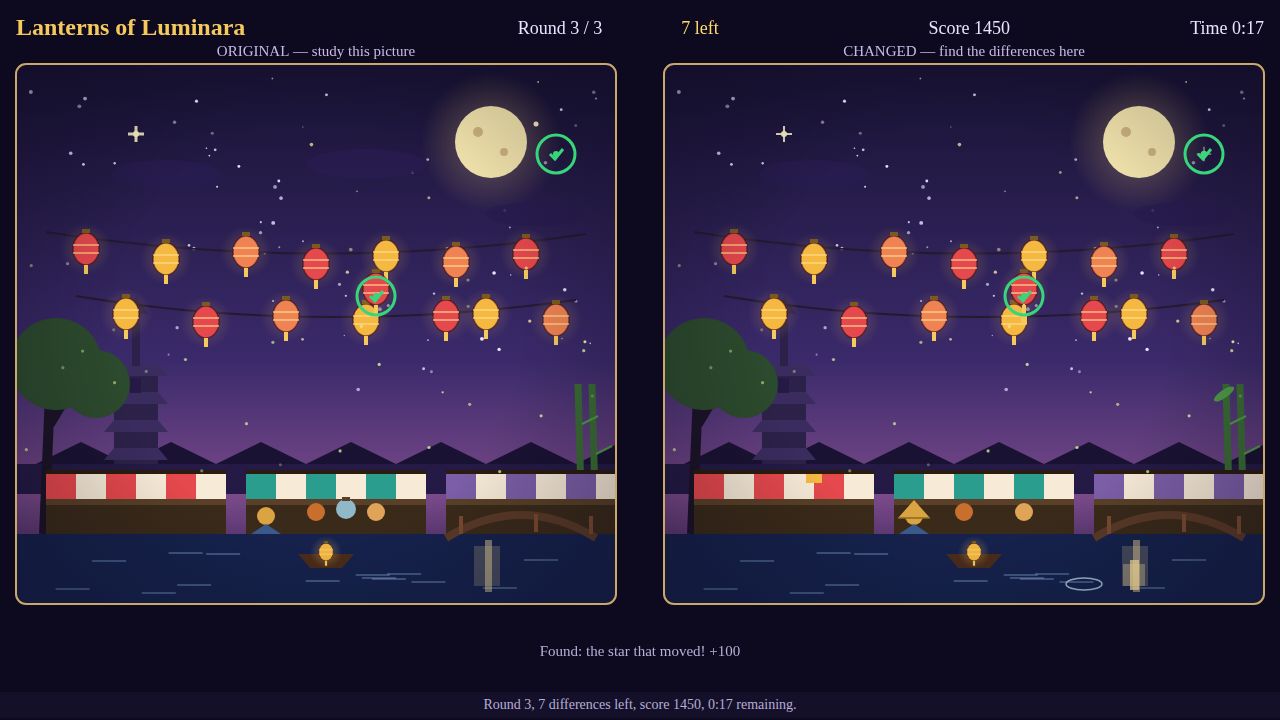 Lanterns of Luminara
Round 3 / 3
7 left
Score 1450
Time 0:17
ORIGINAL — study this picture
CHANGED — find the differences here
Found: the star that moved! +100
Round 3, 7 differences left, score 1450, 0:17 remaining.